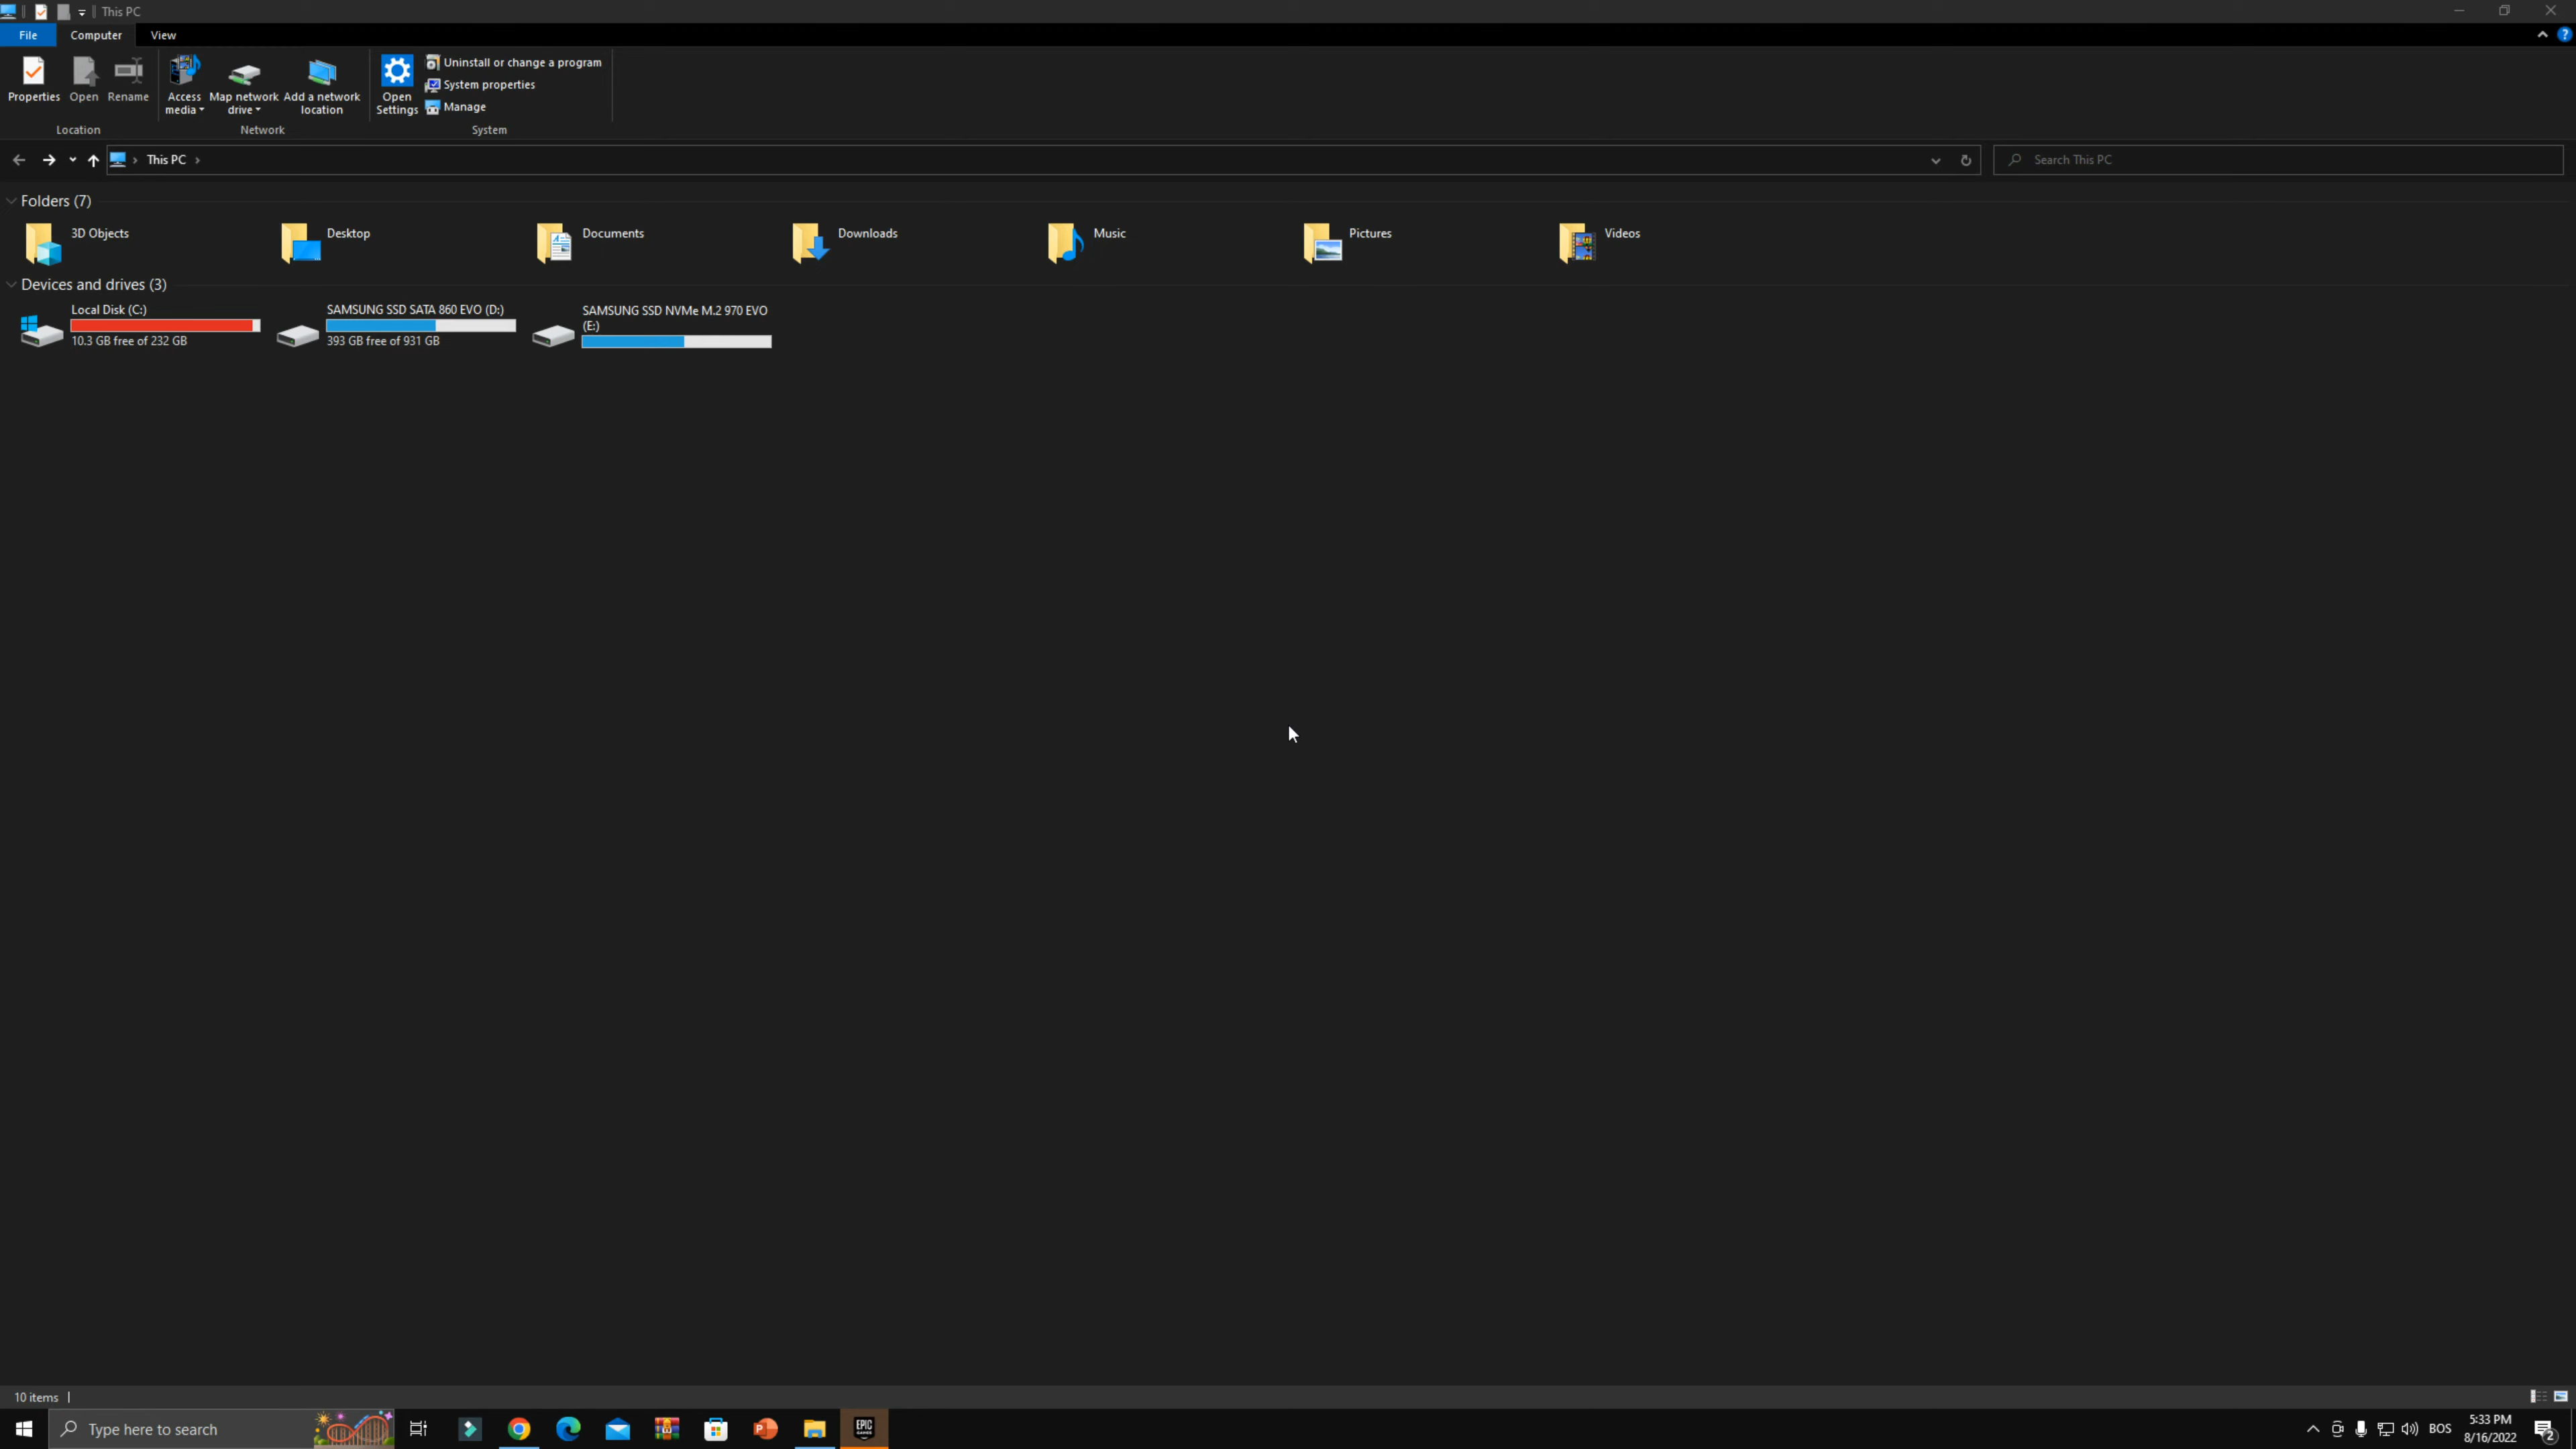 This PC
File Computer View
Properties Open Rename Access media Map network drive Add a network location Open Settings Uninstall or change a program
System properties
Manage
Location Network System
This PC Search This PC
Folders (7)
3D Objects Desktop Documents Downloads Music Pictures Videos
Devices and drives (3)
Local Disk (C:)
10.3 GB free of 232 GB
SAMSUNG SSD SATA 860 EVO (D:)
393 GB free of 931 GB
SAMSUNG SSD NVMe M.2 970 EVO
(E:)
10 items
Type here to search EPIC GAMES BOS 5:33 PM
8/16/2022 2